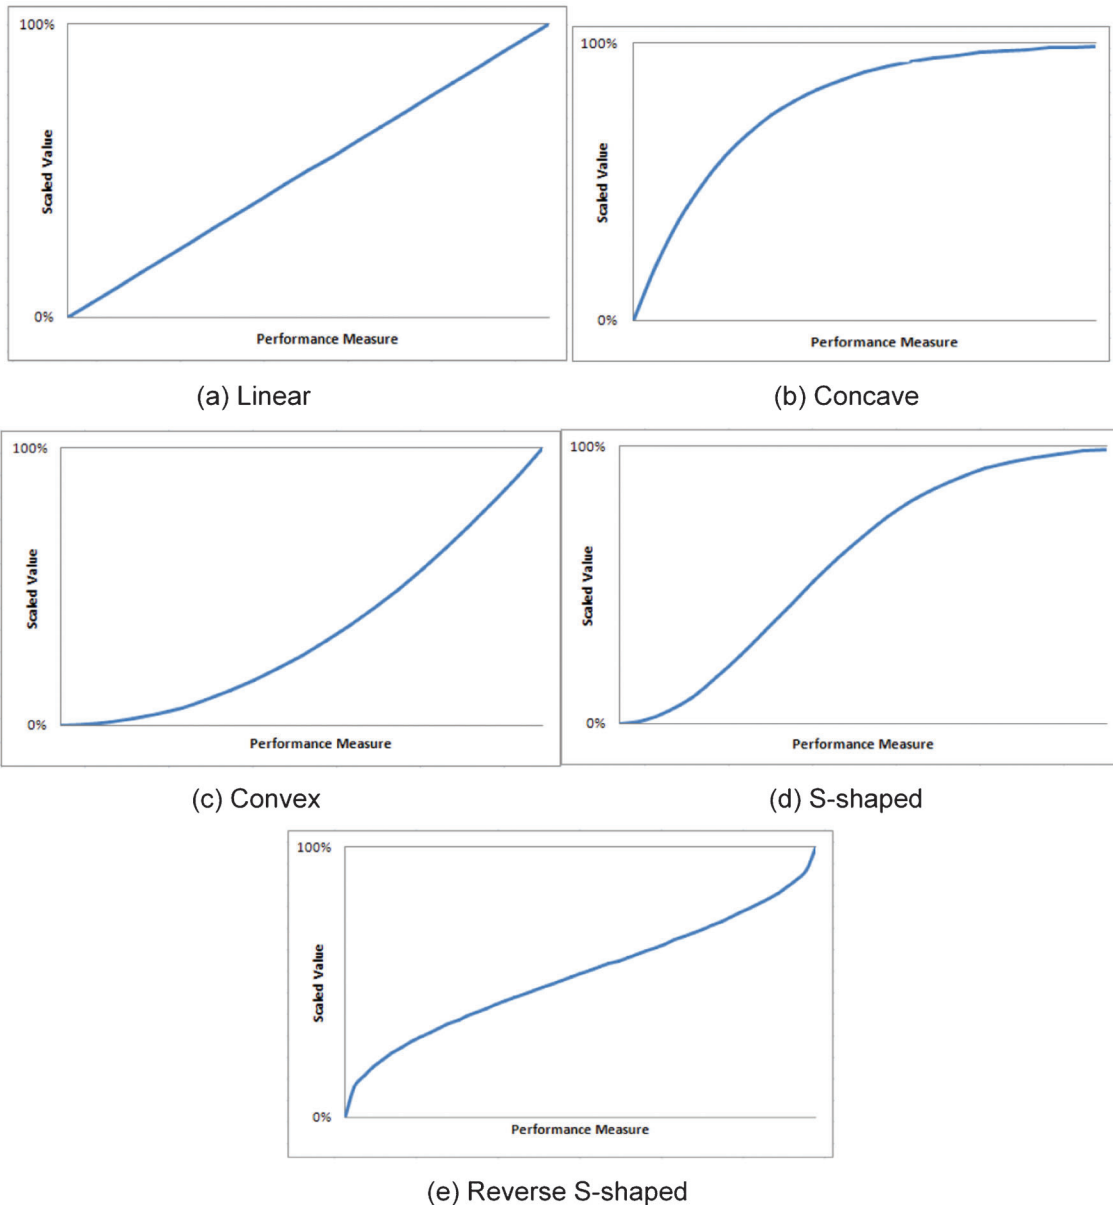 100%
Scaled Value
0%
Performance Measure
(a) Linear
100%
Scaled Value
0%
Performance Measure
(b) Concave
100%
Scaled Value
0%
Performance Measure
(c) Convex
100%
Scaled Value
0%
Performance Measure
(d) S-shaped
100%
Scaled Value
0%
Performance Measure
(e) Reverse S-shaped